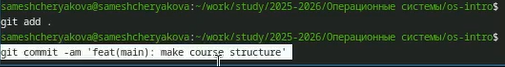 sameshcheryakova@sameshcheryakova:~/work/study/2025-2026/Операционные системы/os-intro$
git add .
sameshcheryakova@sameshcheryakova:~/work/study/2025-2026/Операционные системы/os-intro$
git commit -am 'feat(main): make course structure'